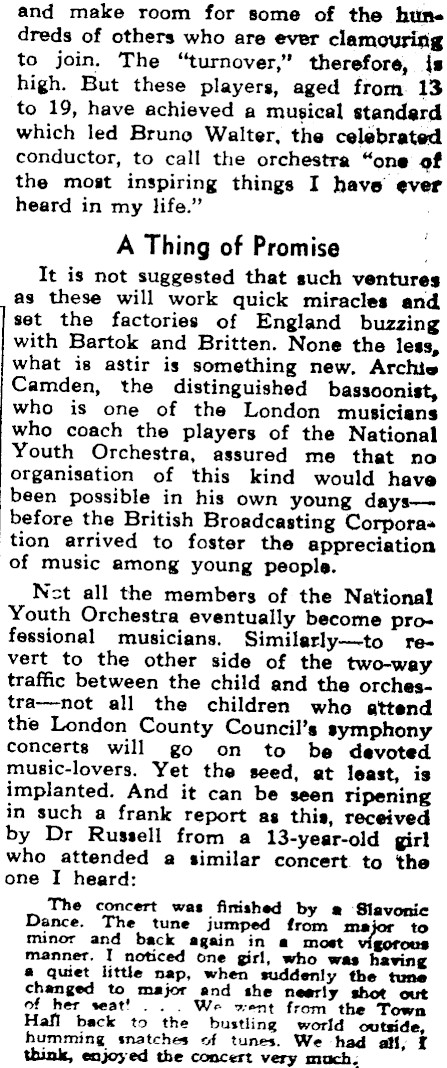 and make room for some of the hun-
dreds of others who are ever clamouring
to join. The "turnover," therefore, is
high. But these players, aged from 13
to 19, have achieved a musical standard
which led Bruno Walter, the celebrated
conductor, to call the orchestra "one of
the most inspiring things I have ever
heard in my life."
A Thing of Promise
It is not suggested that such ventures
as these will work quick miracles and
set the factories of England buzzing
with Bartok and Britten. None the less,
what is astir is something new. Archie
Camden, the distinguished bassoonist,
who is one of the London musicians
who coach the players of the National
Youth Orchestra, assured me that no
organisation of this kind would have
been possible in his own young days—
before the British Broadcasting Corpora-
tion arrived to foster the appreciation
of music among young people.
Not all the members of the National
Youth Orchestra eventually become pro-
fessional musicians. Similarly—to re-
vert to the other side of the two-way
traffic between the child and the orches-
tra—not all the children who attend
the London County Council's symphony
concerts will go on to be devoted
music-lovers. Yet the seed, at least, is
implanted. And it can be seen ripening
in such a frank report as this, received
by Dr Russell from a 13-year-old girl
who attended a similar concert to the
one I heard:
The concert was finished by a Slavonic
Dance. The tune jumped from major to
minor and back again in a most vigorous
manner. I noticed one girl, who was having
a quiet little nap, when suddenly the tune
changed to major and she nearly shot out
of her seat! . . . We went from the Town
Hall back to the bustling world outside,
humming snatches of tunes. We had all, I
think, enjoyed the concert very much.